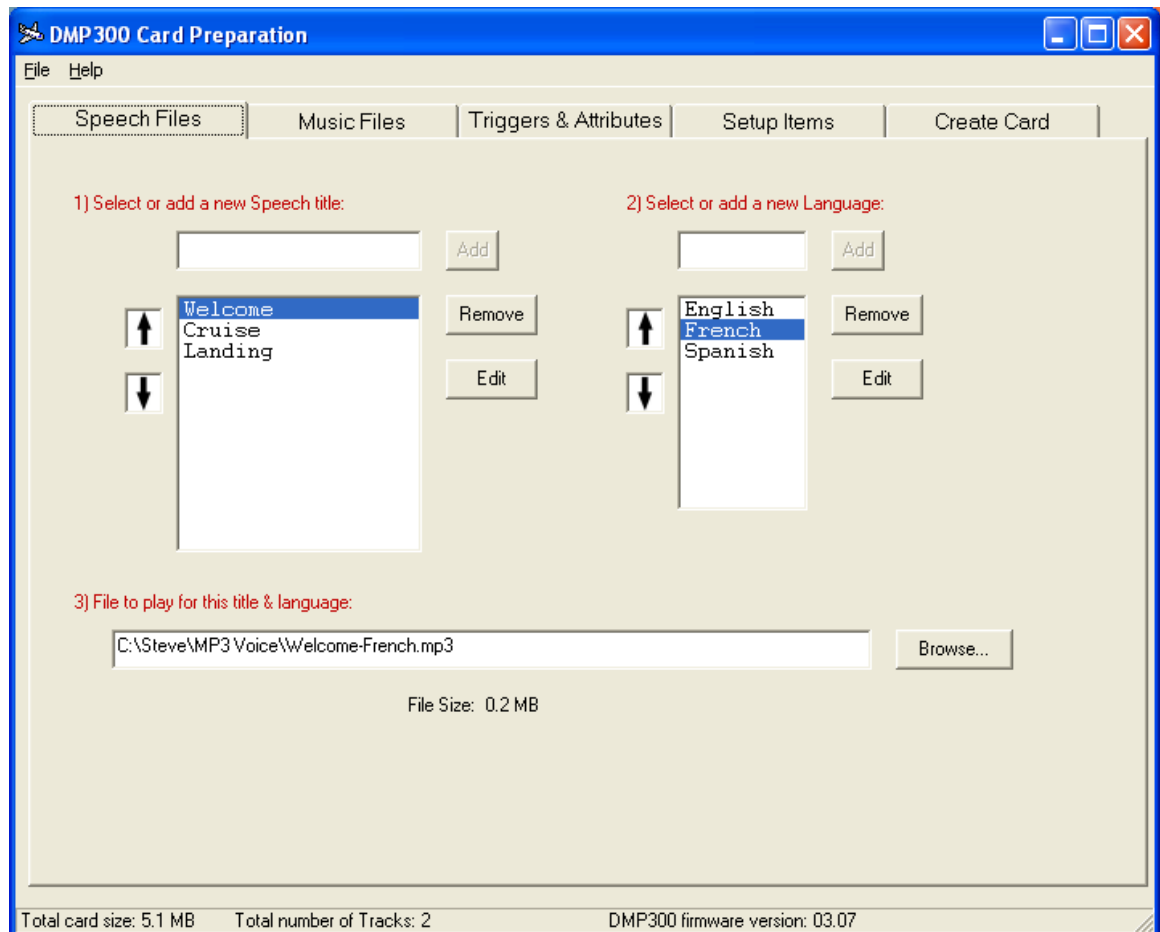 DMP300 Card Preparation
File Help
Speech Files Music Files Triggers & Attributes Setup Items Create Card
1) Select or add a new Speech title: 2) Select or add a new Language:
Add Add
Welcome Remove English Remove
Cruise French
Landing Spanish
Edit Edit
3) File to play for this title & language:
C:\Steve\MP3 Voice\Welcome-French.mp3 Browse...
File Size: 0.2 MB
Total card size: 5.1 MB Total number of Tracks: 2 DMP300 firmware version: 03.07